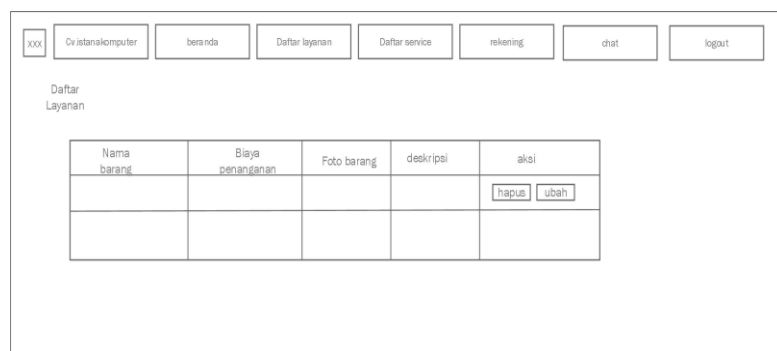 xxx Cv istanakomputer beranda Daftar layanan Daftar service rekening chat logout
Daftar
Layanan
Nama barang Biaya penanganan Foto barang deskripsi aksi
hapus ubah